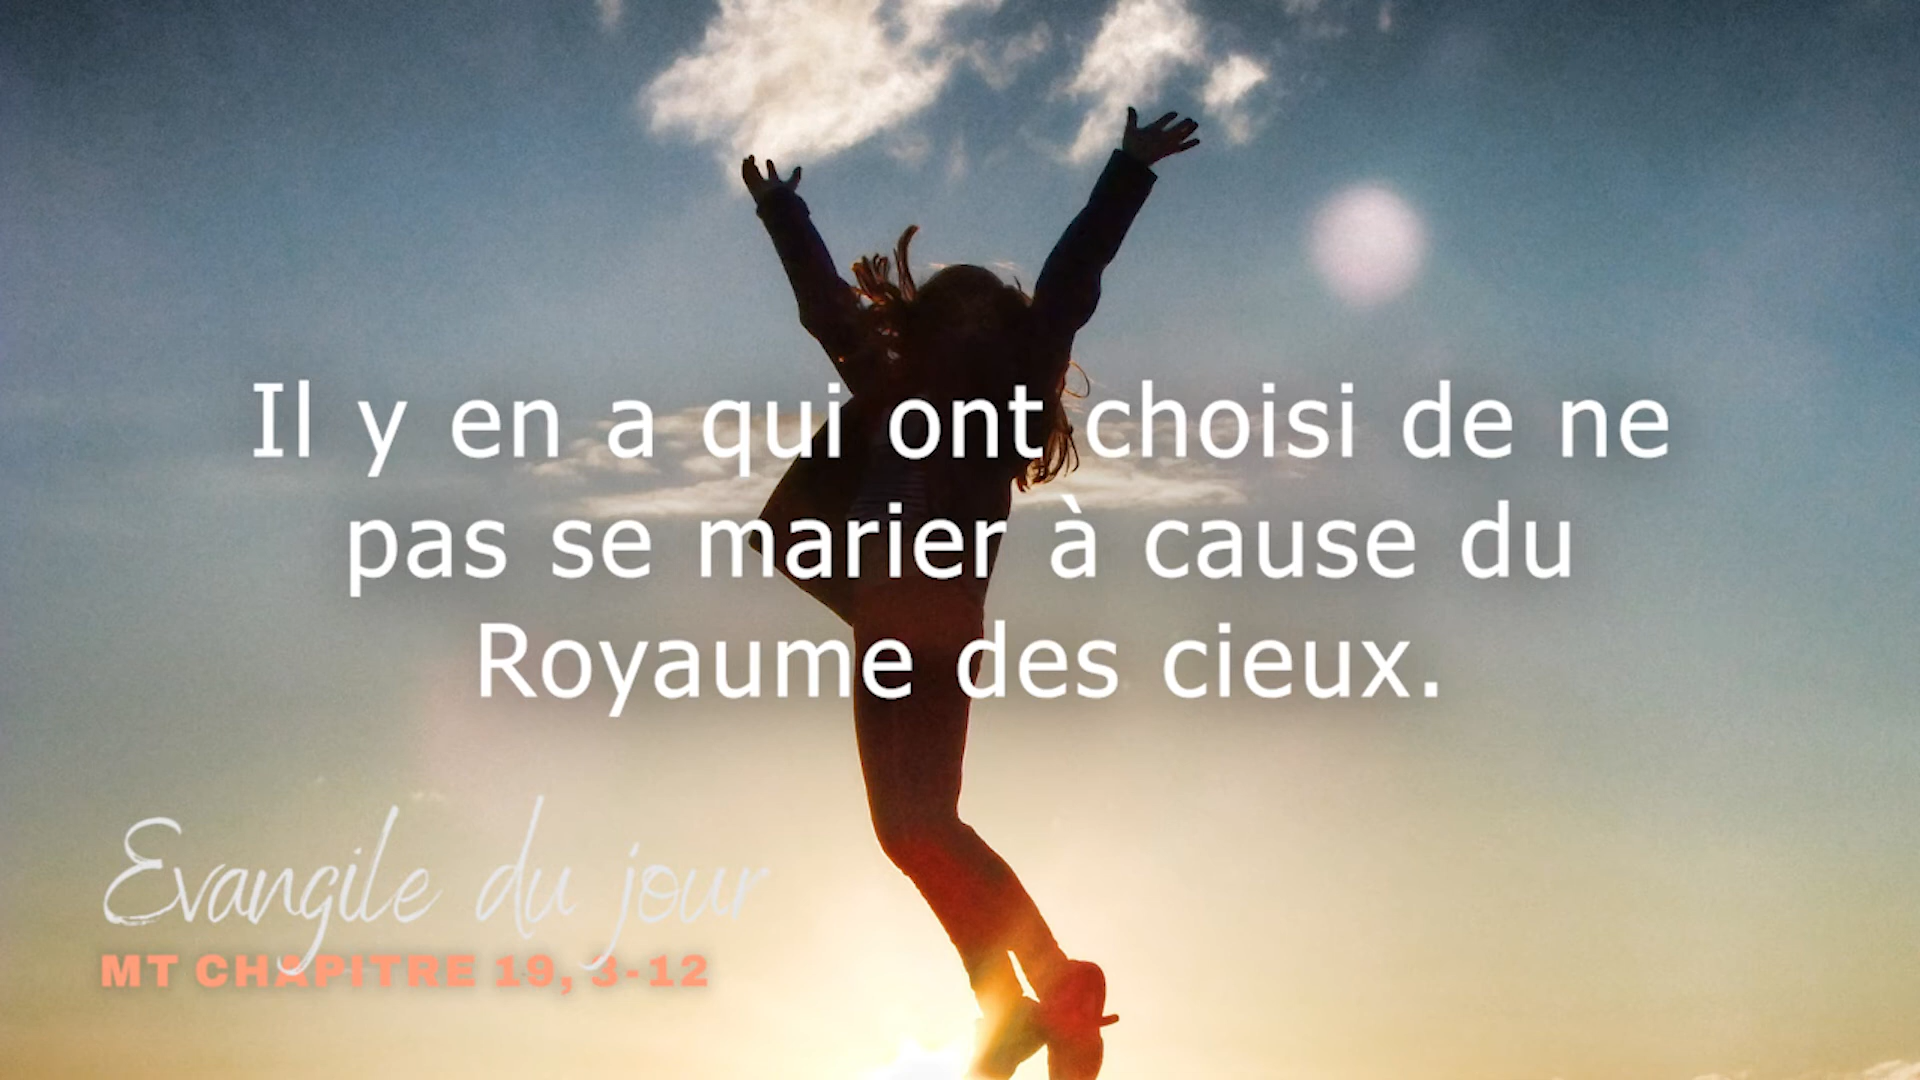 Il y en a qui ont choisi de ne
pas se marier à cause du
Royaume des cieux.
Evangile du jour
MT CHAPITRE 19, 3-12